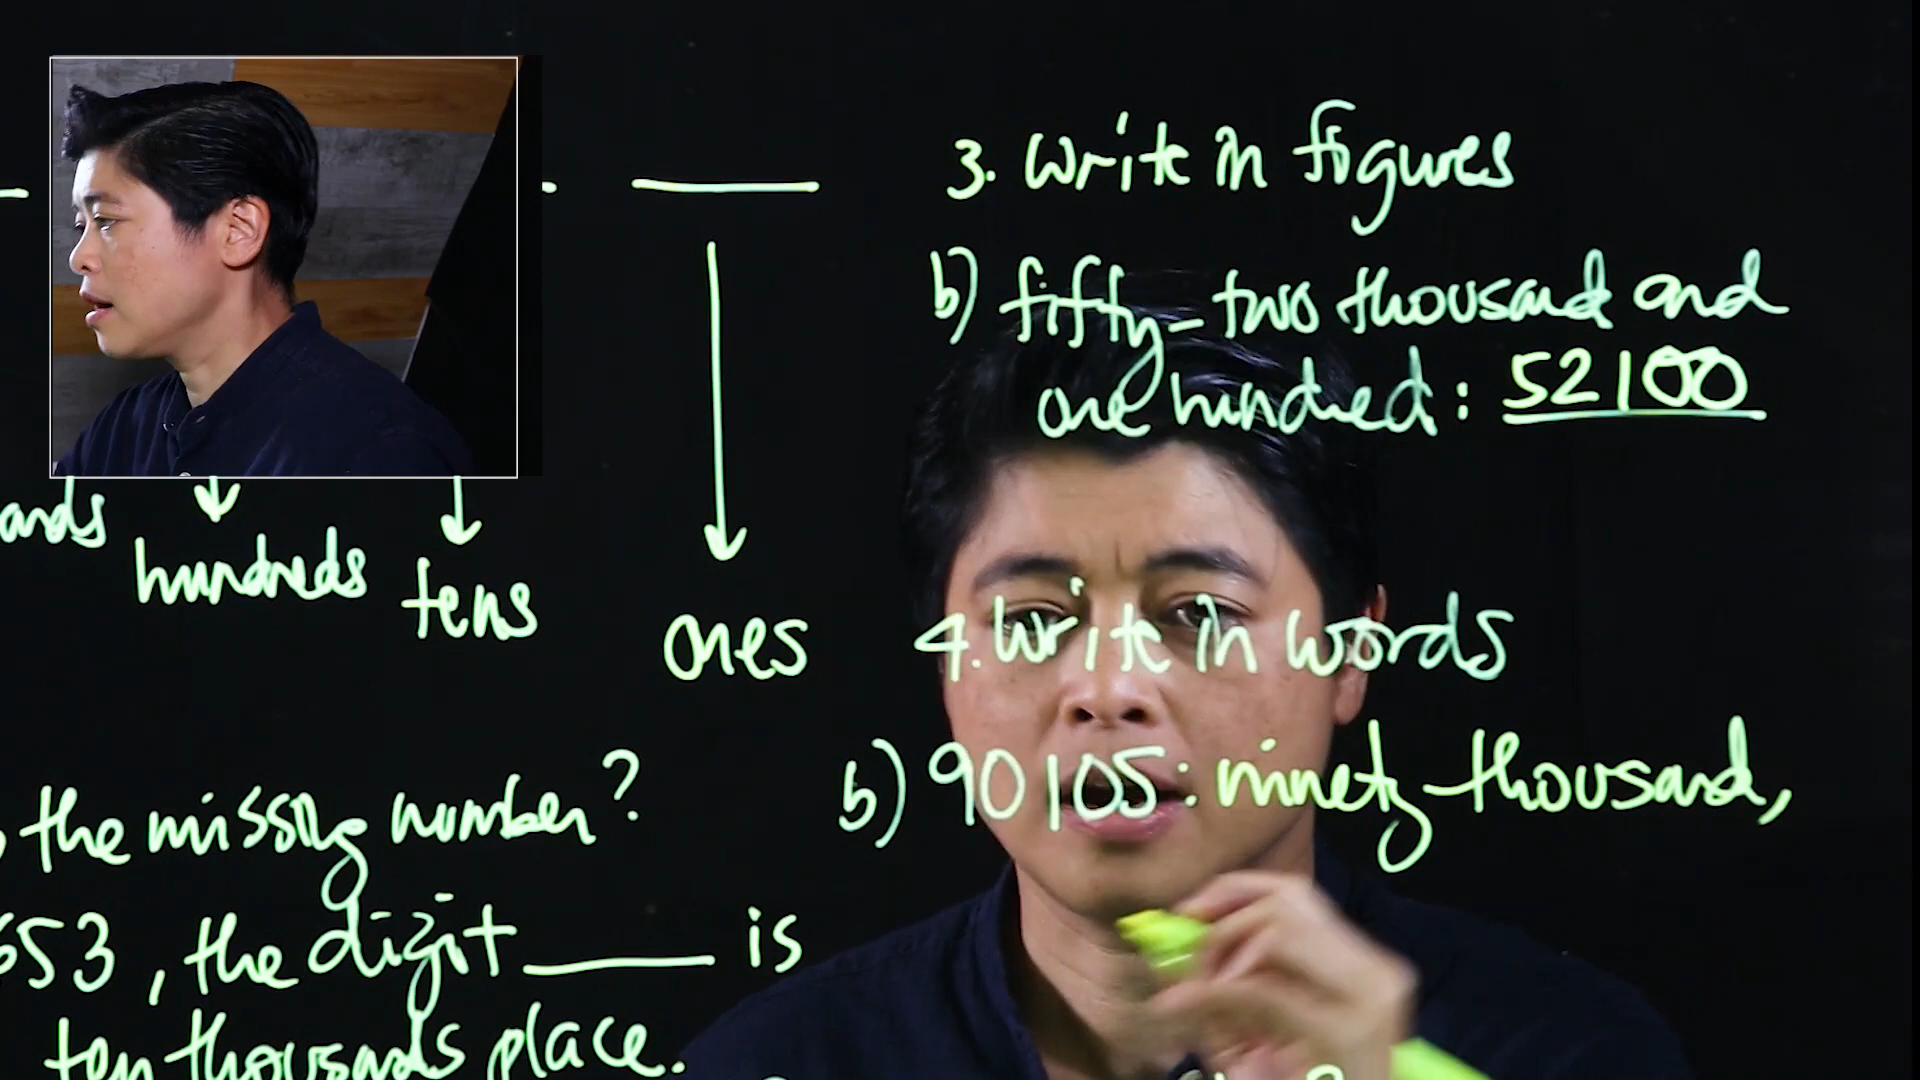 ands
hundreds
tens
ones
the missing number?
653, the digit ____ is
ten thousands place.
3. Write in figures
b) fifty-two thousand and
one hundred: 52100
4. Write in words
b) 90105: ninety thousand,